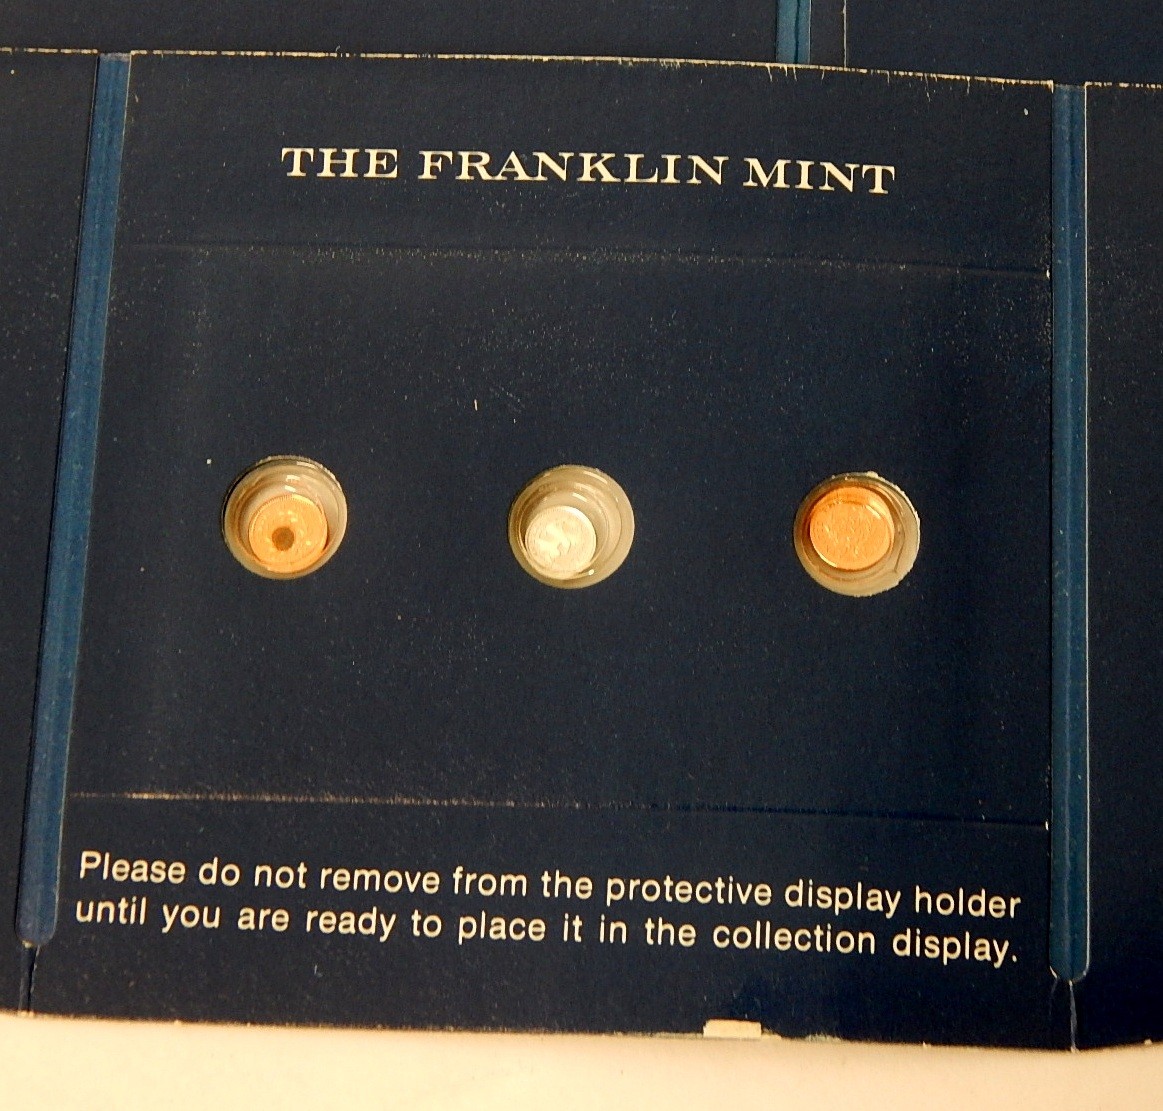 THE FRANKLIN MINT
Please do not remove from the protective display holder
until you are ready to place it in the collection display.